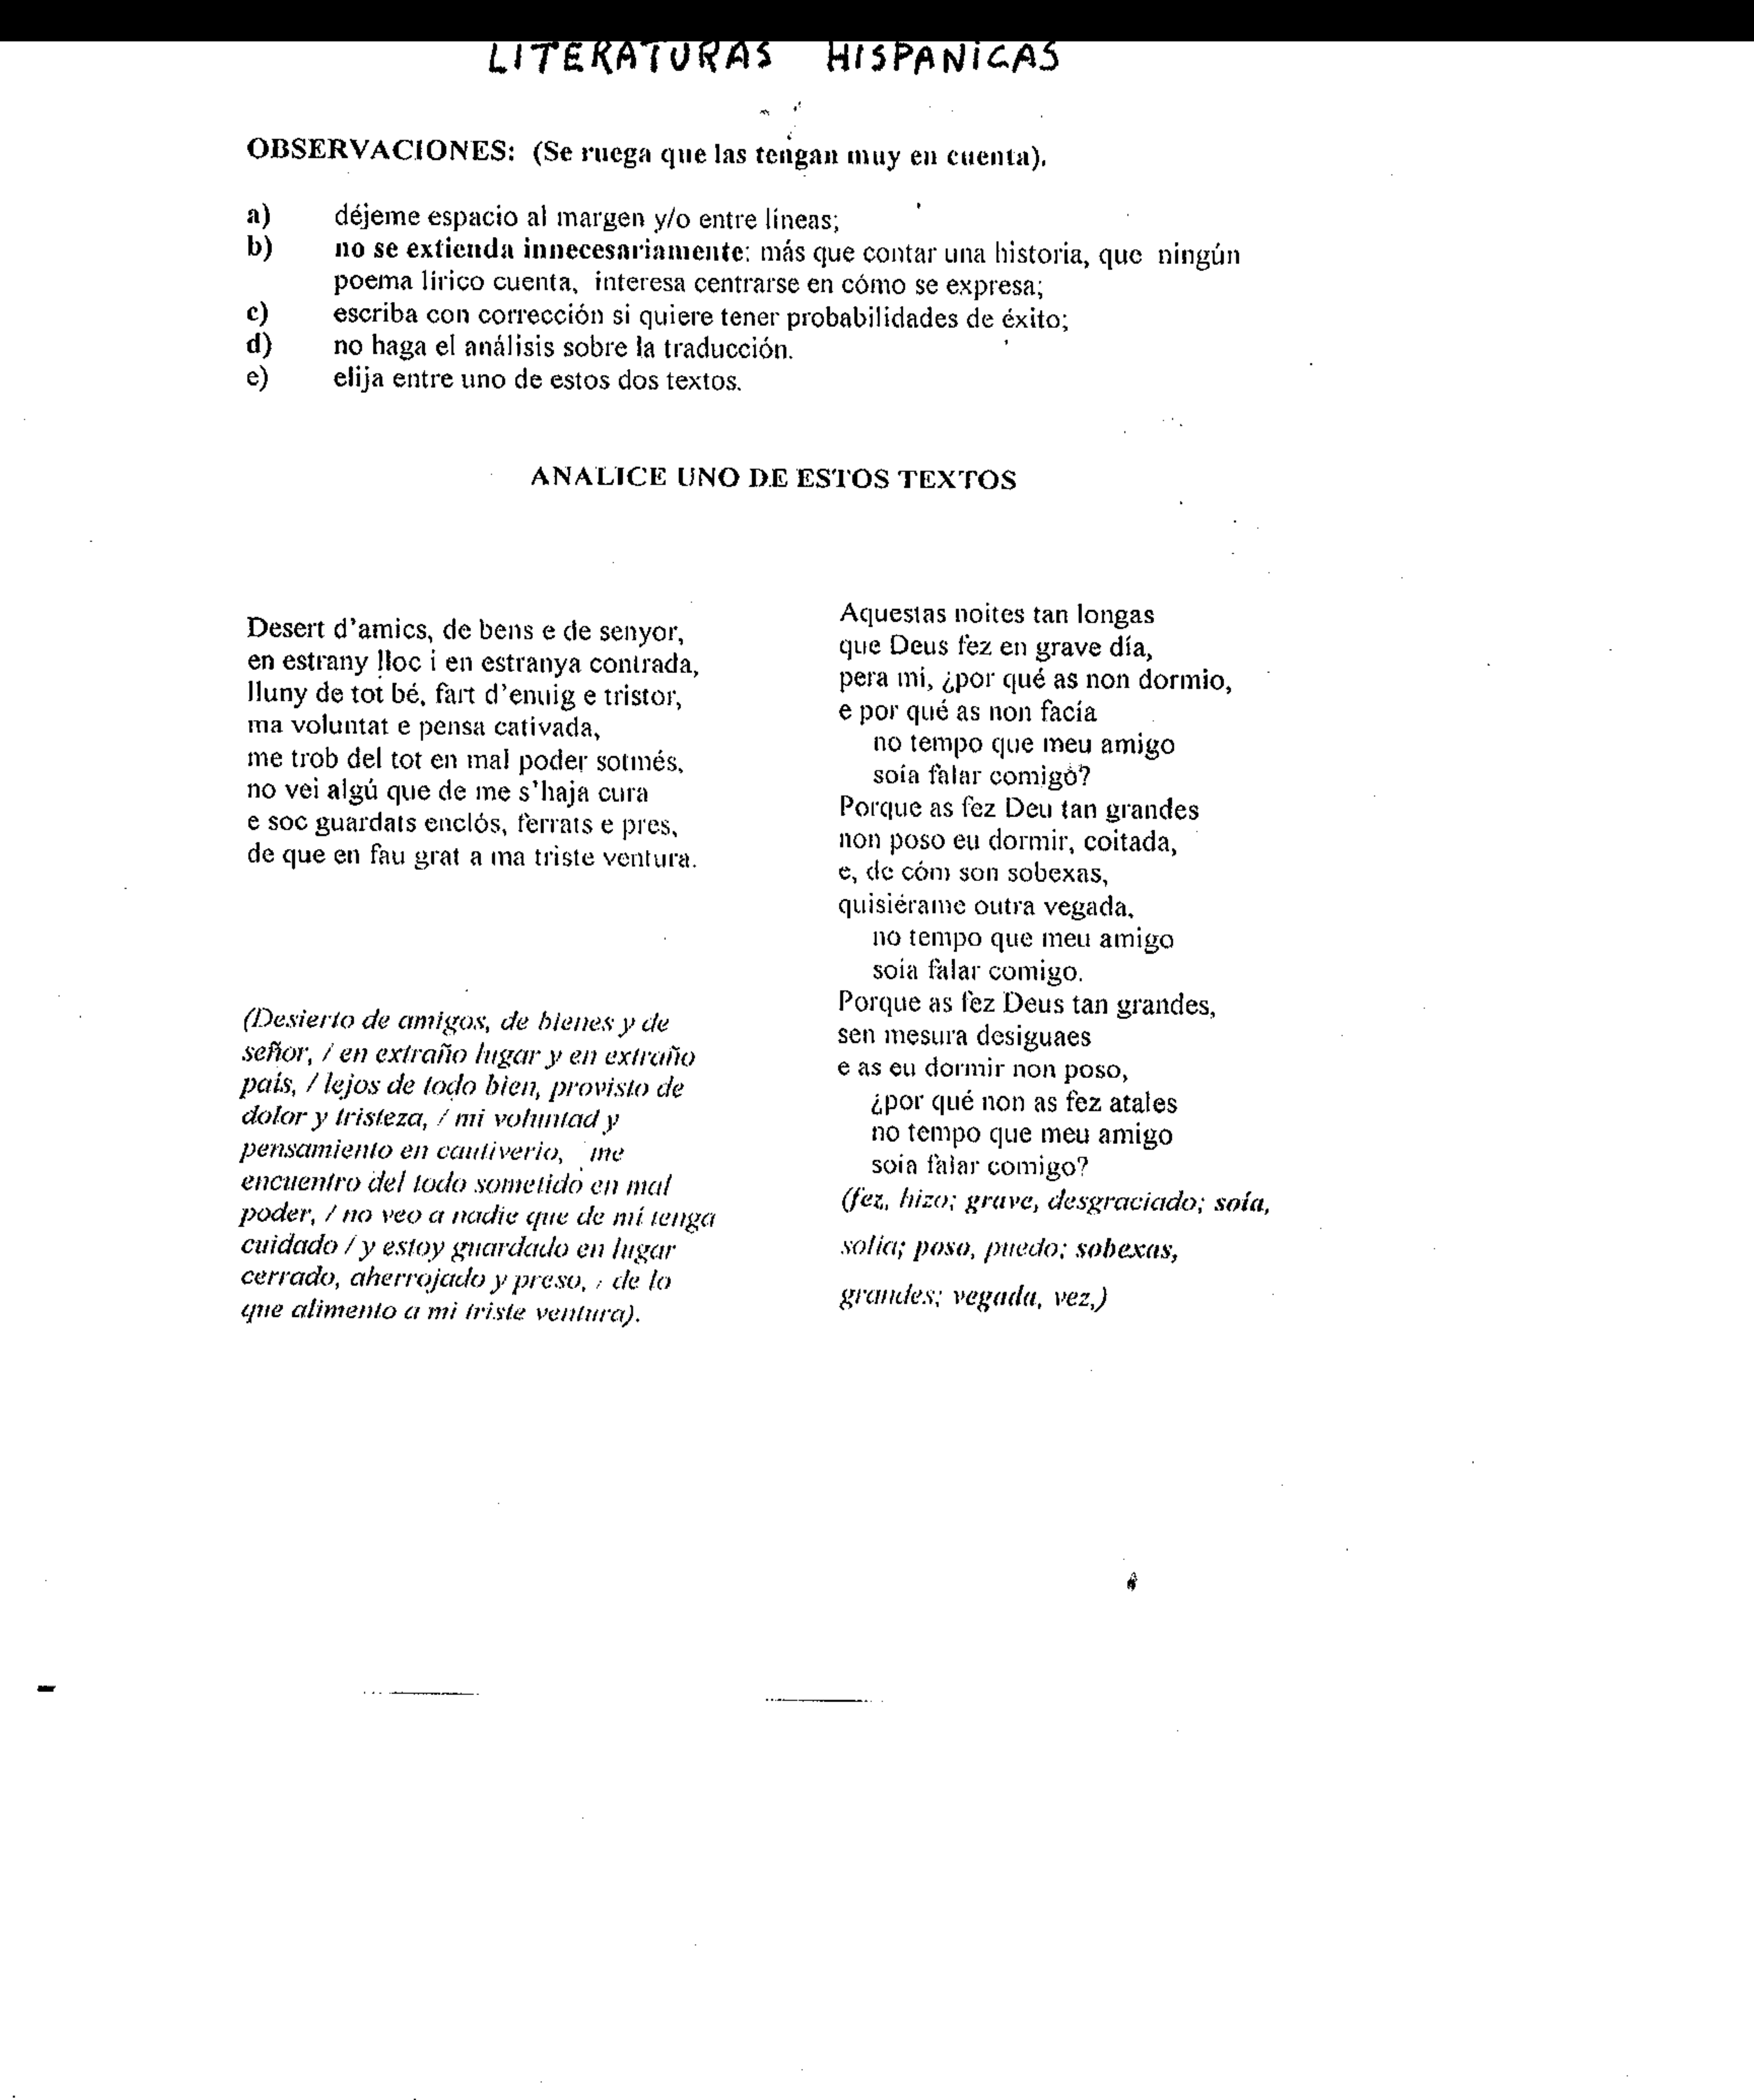 LITERATURAS HISPANICAS
OBSERVACIONES: (Se ruega que las tengan muy en cuenta).
a) déjeme espacio al margen y/o entre líneas;
b) no se extienda innecesariamente: más que contar una historia, que ningún
poema lírico cuenta, interesa centrarse en cómo se expresa;
c) escriba con corrección si quiere tener probabilidades de éxito;
d) no haga el análisis sobre la traducción.
e) elija entre uno de estos dos textos.
ANALICE UNO DE ESTOS TEXTOS
Desert d'amics, de bens e de senyor,
en estrany lloc i en estranya contrada,
lluny de tot bé, fart d'enuig e tristor,
ma voluntat e pensa cativada,
me trob del tot en mal poder sotmés,
no vei algú que de me s'haja cura
e soc guardats enclós, ferrats e pres,
de que en fau grat a ma triste ventura.
(Desierto de amigos, de bienes y de
señor, / en extraño lugar y en extraño
país, / lejos de todo bien, provisto de
dolor y tristeza, / mi voluntad y
pensamiento en cautiverio, me
encuentro del todo sometido en mal
poder, / no veo a nadie que de mí tenga
cuidado / y estoy guardado en lugar
cerrado, aherrojado y preso, / de lo
que alimento a mi triste ventura).
Aquestas noites tan longas
que Deus fez en grave día,
pera mi, ¿por qué as non dormio,
e por qué as non facía
no tempo que meu amigo
soía falar comigo?
Porque as fez Deu tan grandes
non poso eu dormir, coitada,
e, de cóm son sobexas,
quisiérame outra vegada,
no tempo que meu amigo
soía falar comigo.
Porque as fez Deus tan grandes,
sen mesura desiguaes
e as eu dormir non poso,
¿por qué non as fez atales
no tempo que meu amigo
soía falar comigo?
(fez, hizo; grave, desgraciado; soía,
solía; poso, puedo; sobexas,
grandes; vegada, vez,)